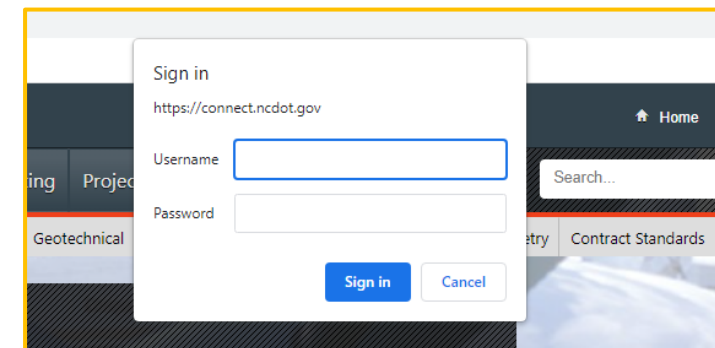 Sign in
https://connect.ncdot.gov
Home
Username
Search...
Password
Geotechnical
Contract Standards
Sign in Cancel